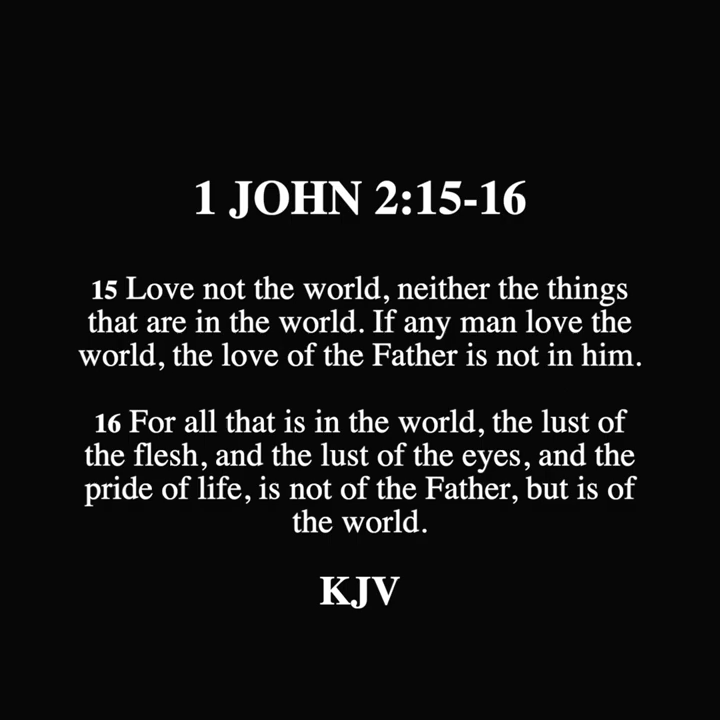 1 JOHN 2:15-16
15 Love not the world, neither the things
that are in the world. If any man love the
world, the love of the Father is not in him.
16 For all that is in the world, the lust of
the flesh, and the lust of the eyes, and the
pride of life, is not of the Father, but is of
the world.
KJV